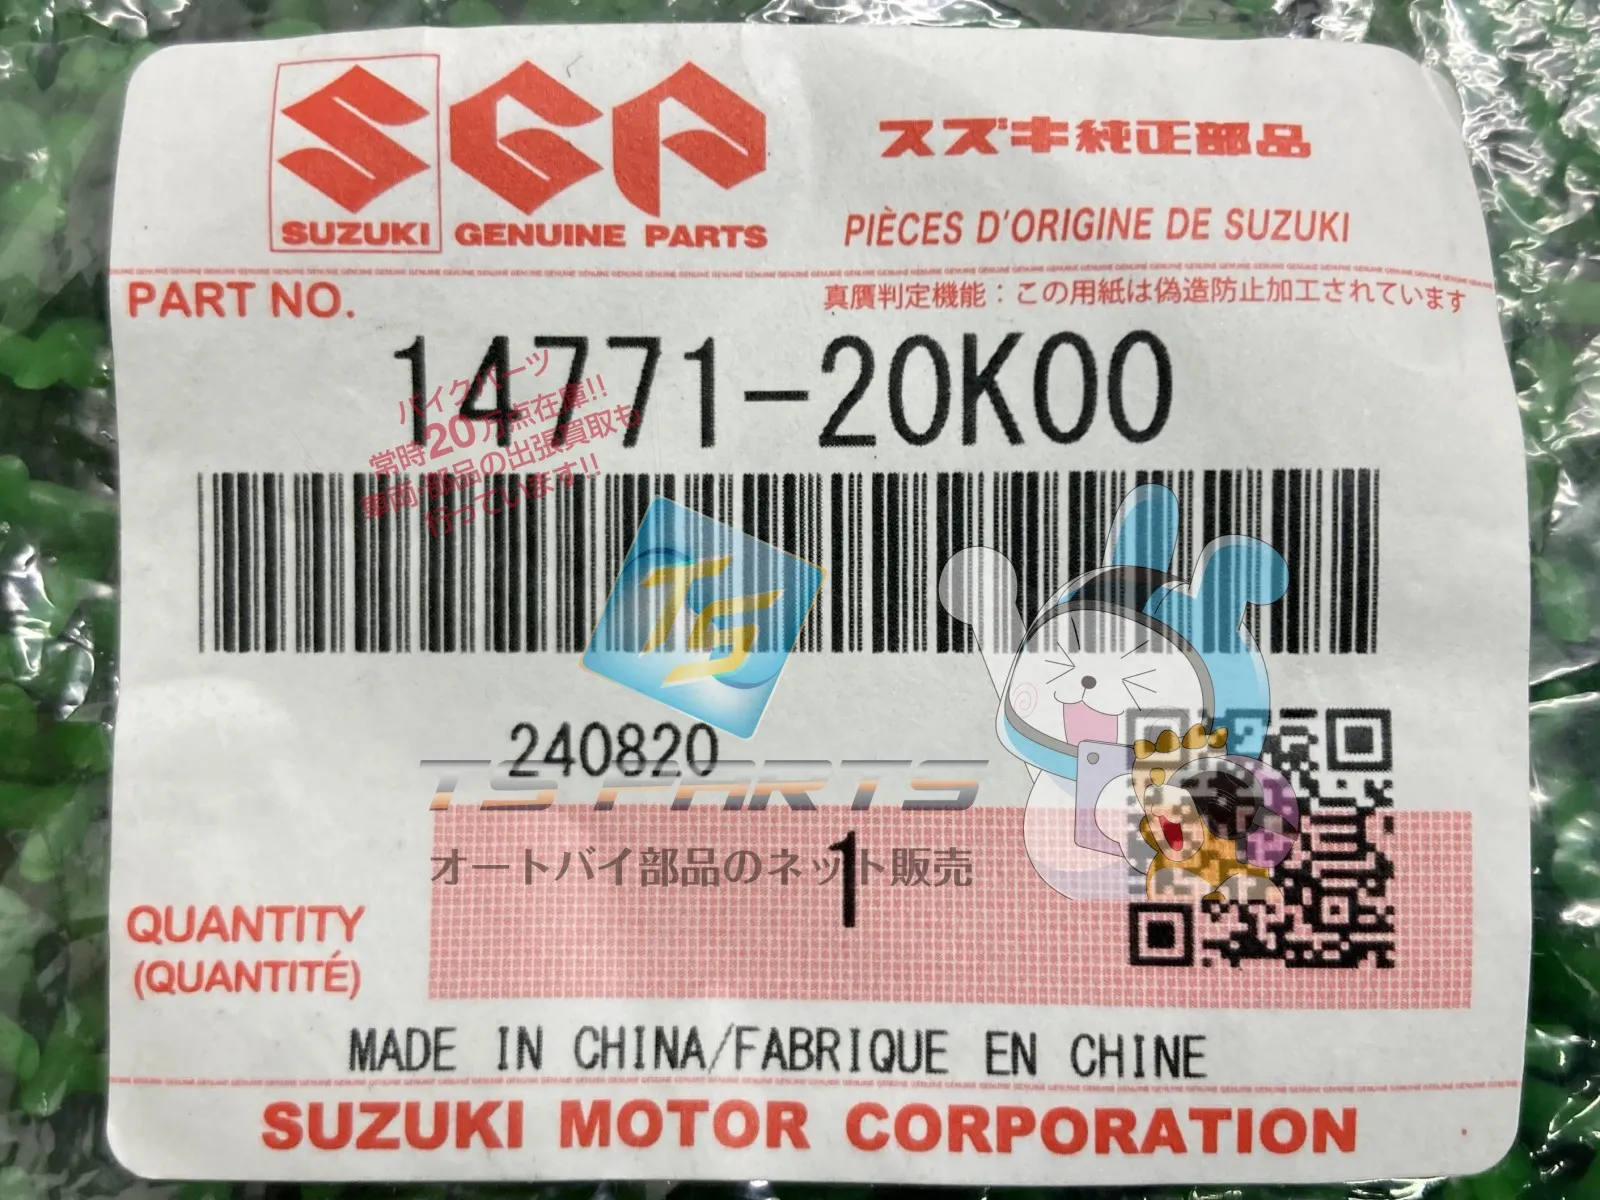 SGP
スズキ純正部品
SUZUKI GENUINE PARTS
PIÈCES D'ORIGINE DE SUZUKI
PART NO.
真贋判定機能：この用紙は偽造防止加工されています
14771-20K00
バイクパーツ
常時20万点在庫!!
車両・部品の出張買取も
行っています!!
TS
240820
TS PARTS
オートバイ部品のネット販売
1
QUANTITY
(QUANTITÉ)
MADE IN CHINA/FABRIQUE EN CHINE
SUZUKI MOTOR CORPORATION